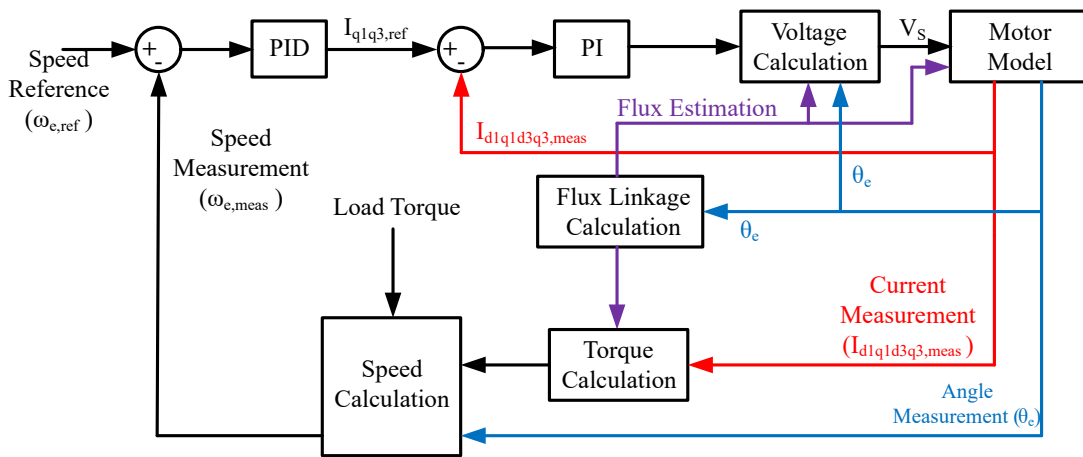 Speed
Reference
(ωe,ref)
+
-
PID
Iq1q3,ref
+
-
PI
Voltage
Calculation
VS
Motor
Model
Flux Estimation
Id1q1d3q3,meas
Speed
Measurement
(ωe,meas)
θe
Flux Linkage
Calculation
θe
Load Torque
Current
Measurement
(Id1q1d3q3,meas)
Speed
Calculation
Torque
Calculation
Angle
Measurement (θe)